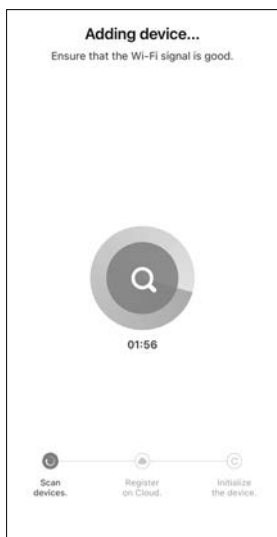 Adding device...
Ensure that the Wi-Fi signal is good.
01:56
Scan
devices.
Register
on Cloud.
Initialize
the device.